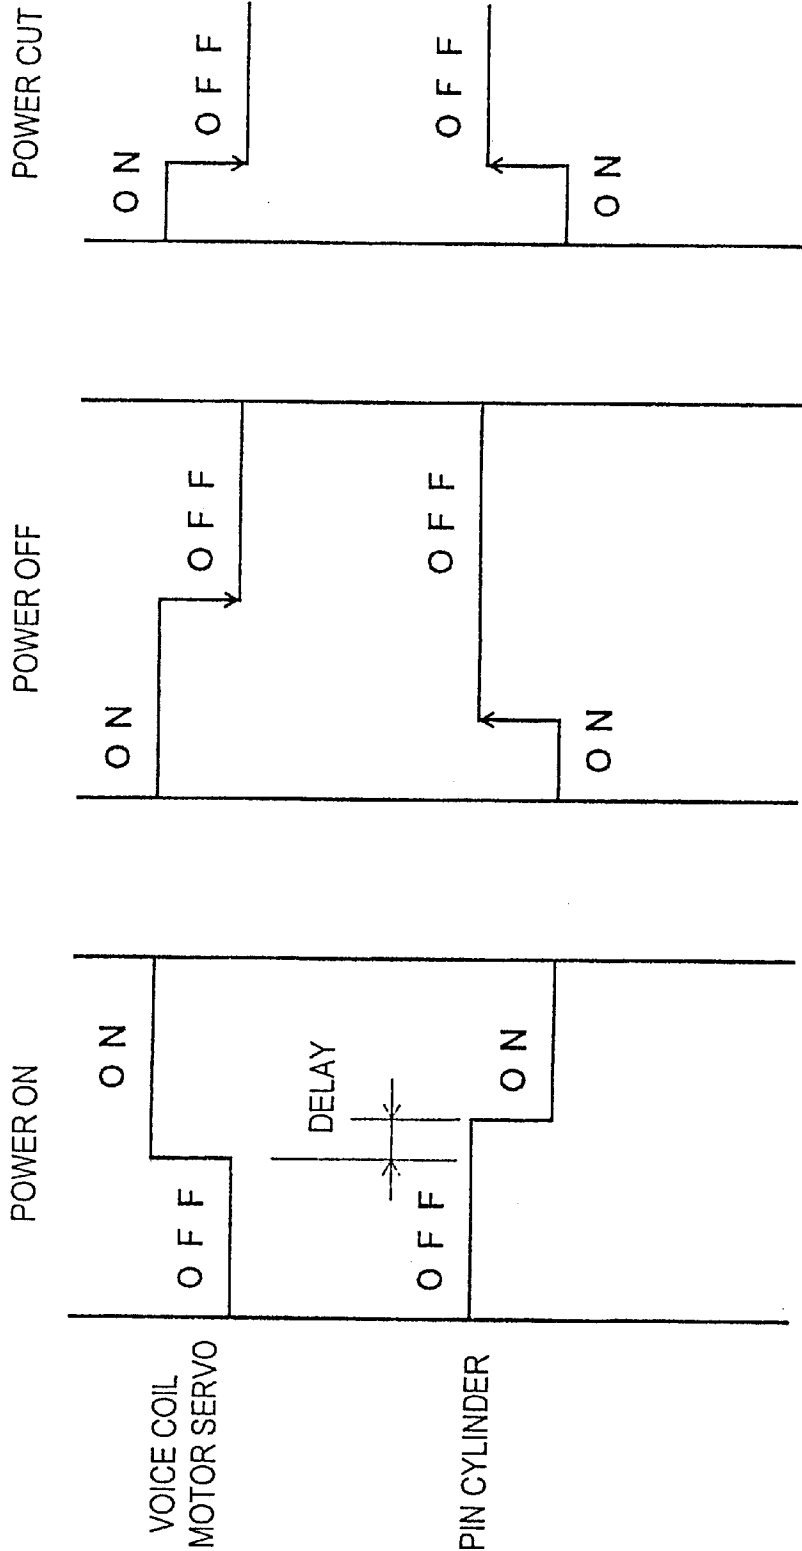 POWER ON
POWER OFF
POWER CUT
VOICE COIL
MOTOR SERVO
OFF
ON
ON
OFF
ON
OFF
DELAY
PIN CYLINDER
OFF
ON
ON
OFF
ON
OFF